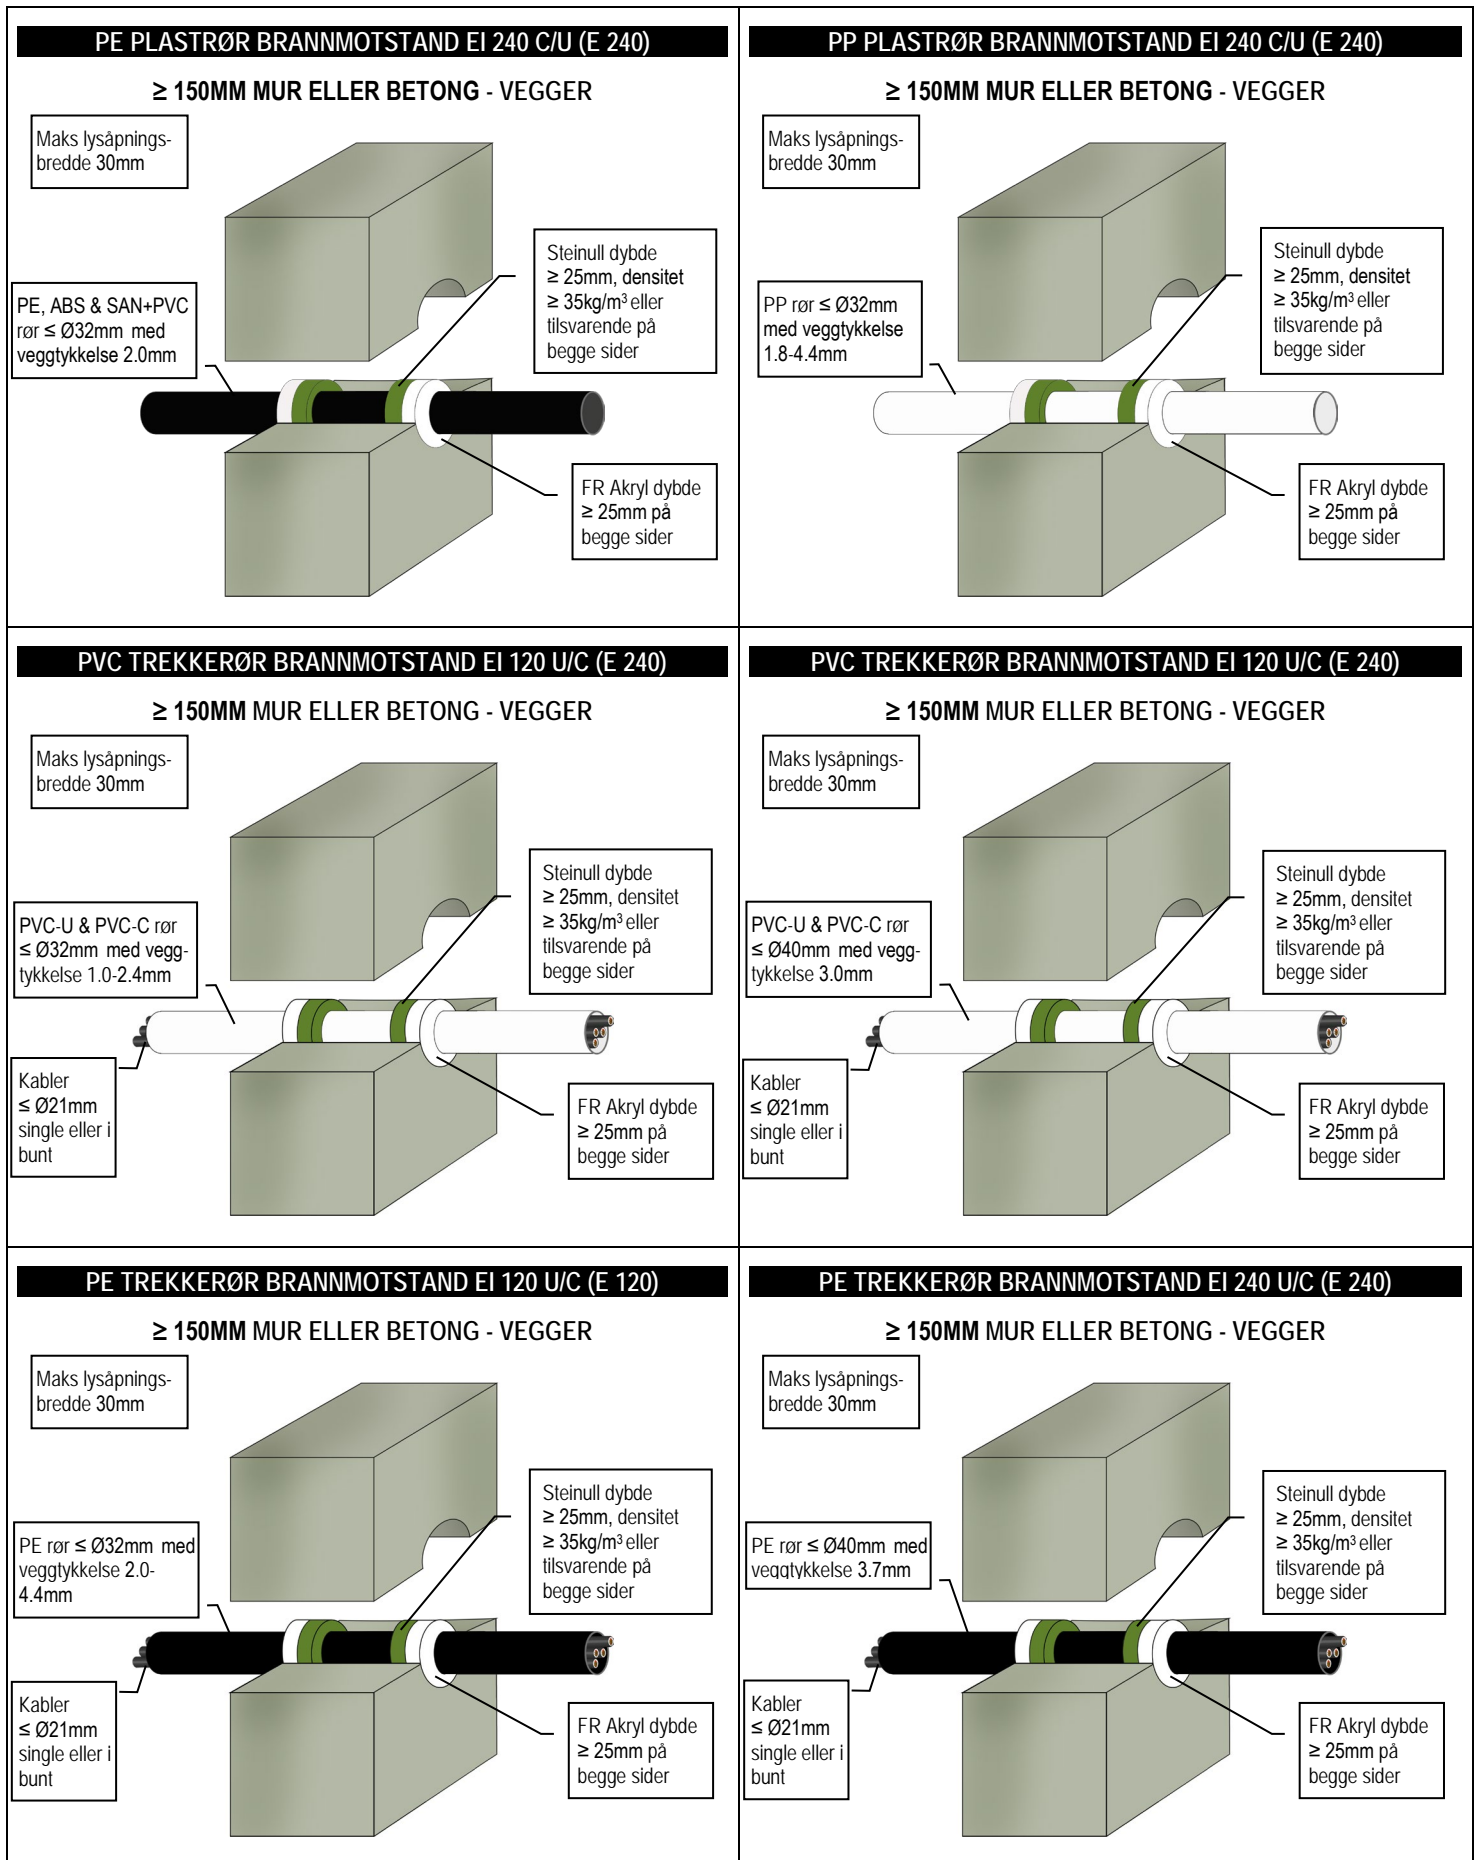 PE PLASTRØR BRANNMOTSTAND EI 240 C/U (E 240)
≥ 150MM MUR ELLER BETONG - VEGGER
Maks lysåpnings-
bredde 30mm
Steinull dybde
≥ 25mm, densitet
≥ 35kg/m³ eller
tilsvarende på
begge sider
PE, ABS & SAN+PVC
rør ≤ Ø32mm med
veggtykkelse 2.0mm
FR Akryl dybde
≥ 25mm på
begge sider
PP PLASTRØR BRANNMOTSTAND EI 240 C/U (E 240)
≥ 150MM MUR ELLER BETONG - VEGGER
Maks lysåpnings-
bredde 30mm
Steinull dybde
≥ 25mm, densitet
≥ 35kg/m³ eller
tilsvarende på
begge sider
PP rør ≤ Ø32mm
med veggtykkelse
1.8-4.4mm
FR Akryl dybde
≥ 25mm på
begge sider
PVC TREKKERØR BRANNMOTSTAND EI 120 U/C (E 240)
≥ 150MM MUR ELLER BETONG - VEGGER
Maks lysåpnings-
bredde 30mm
Steinull dybde
≥ 25mm, densitet
≥ 35kg/m³ eller
tilsvarende på
begge sider
PVC-U & PVC-C rør
≤ Ø32mm med vegg-
tykkelse 1.0-2.4mm
Kabler
≤ Ø21mm
single eller i
bunt
FR Akryl dybde
≥ 25mm på
begge sider
PVC TREKKERØR BRANNMOTSTAND EI 120 U/C (E 240)
≥ 150MM MUR ELLER BETONG - VEGGER
Maks lysåpnings-
bredde 30mm
Steinull dybde
≥ 25mm, densitet
≥ 35kg/m³ eller
tilsvarende på
begge sider
PVC-U & PVC-C rør
≤ Ø40mm med vegg-
tykkelse 3.0mm
Kabler
≤ Ø21mm
single eller i
bunt
FR Akryl dybde
≥ 25mm på
begge sider
PE TREKKERØR BRANNMOTSTAND EI 120 U/C (E 120)
≥ 150MM MUR ELLER BETONG - VEGGER
Maks lysåpnings-
bredde 30mm
Steinull dybde
≥ 25mm, densitet
≥ 35kg/m³ eller
tilsvarende på
begge sider
PE rør ≤ Ø32mm med
veggtykkelse 2.0-
4.4mm
Kabler
≤ Ø21mm
single eller i
bunt
FR Akryl dybde
≥ 25mm på
begge sider
PE TREKKERØR BRANNMOTSTAND EI 240 U/C (E 240)
≥ 150MM MUR ELLER BETONG - VEGGER
Maks lysåpnings-
bredde 30mm
Steinull dybde
≥ 25mm, densitet
≥ 35kg/m³ eller
tilsvarende på
begge sider
PE rør ≤ Ø40mm med
veggtykkelse 3.7mm
Kabler
≤ Ø21mm
single eller i
bunt
FR Akryl dybde
≥ 25mm på
begge sider